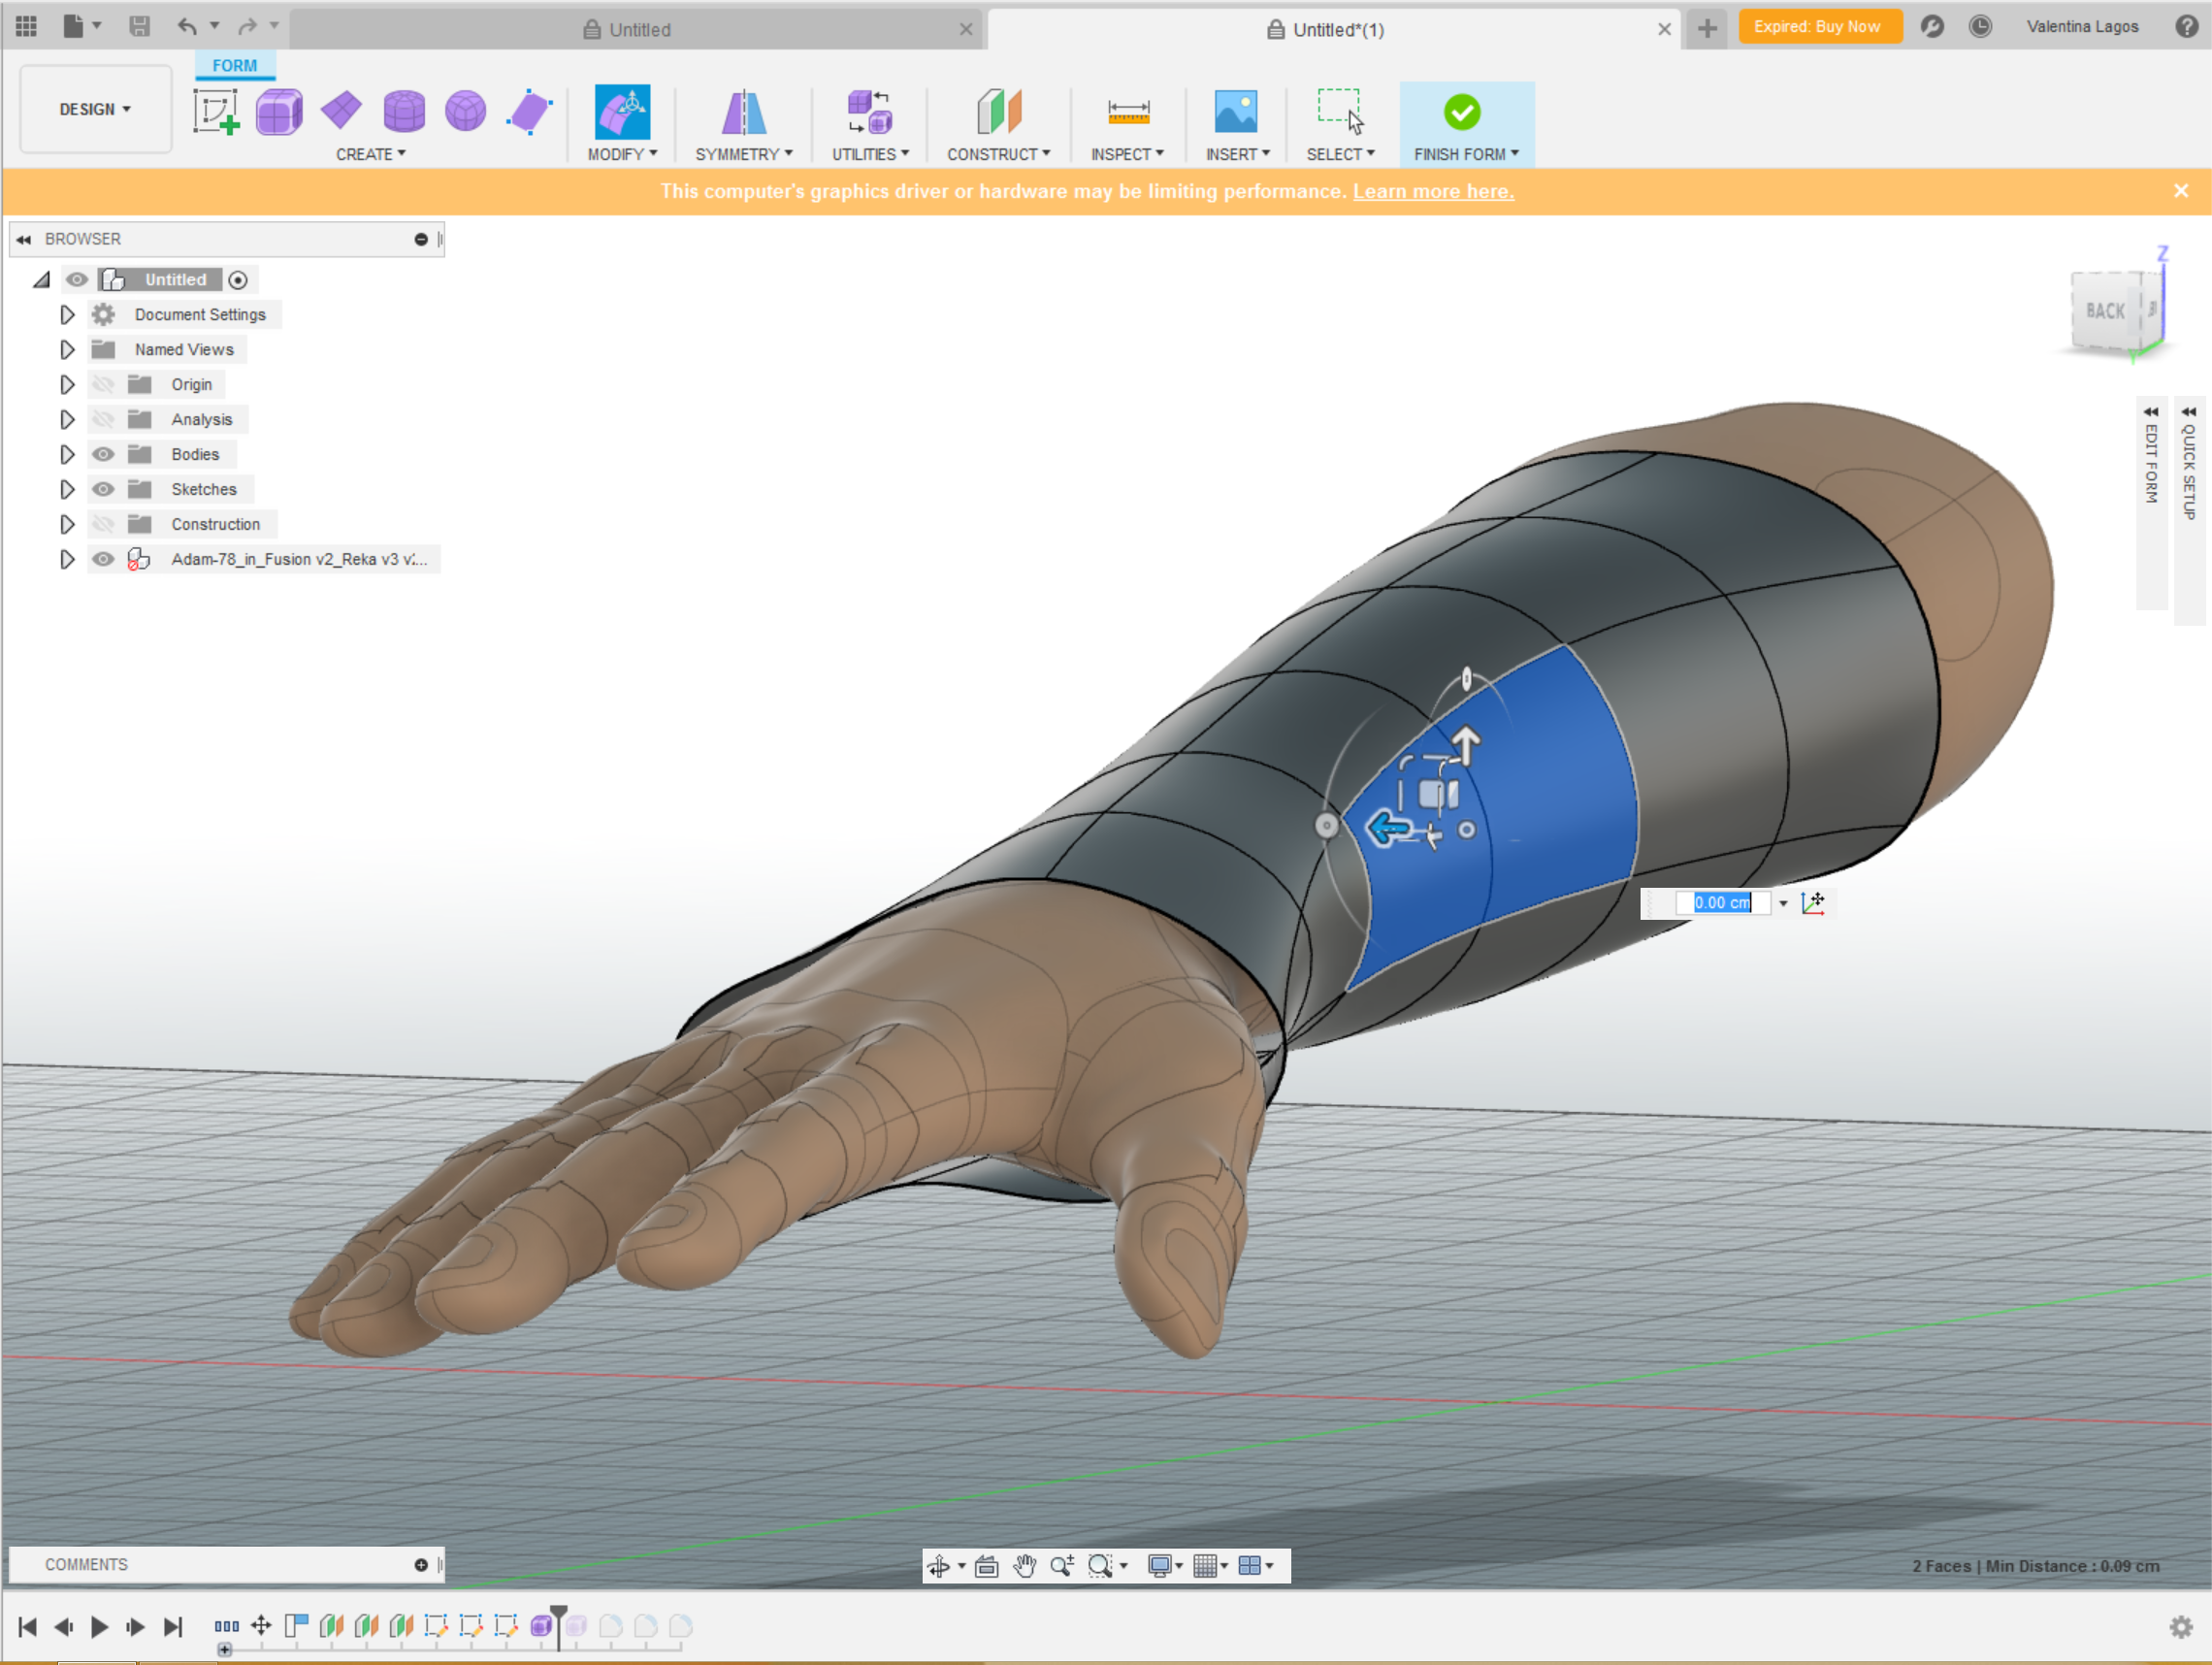 Untitled
Untitled*(1)
Expired: Buy Now
Valentina Lagos
FORM
DESIGN
CREATE
MODIFY
SYMMETRY
UTILITIES
CONSTRUCT
INSPECT
INSERT
SELECT
FINISH FORM
This computer's graphics driver or hardware may be limiting performance. Learn more here.
BROWSER
Untitled
Document Settings
Named Views
Origin
Analysis
Bodies
Sketches
Construction
Adam-78_in_Fusion v2_Reka v3 v:...
Z
BACK
Y
EDIT FORM
QUICK SETUP
0.00 cm
COMMENTS
2 Faces | Min Distance : 0.09 cm